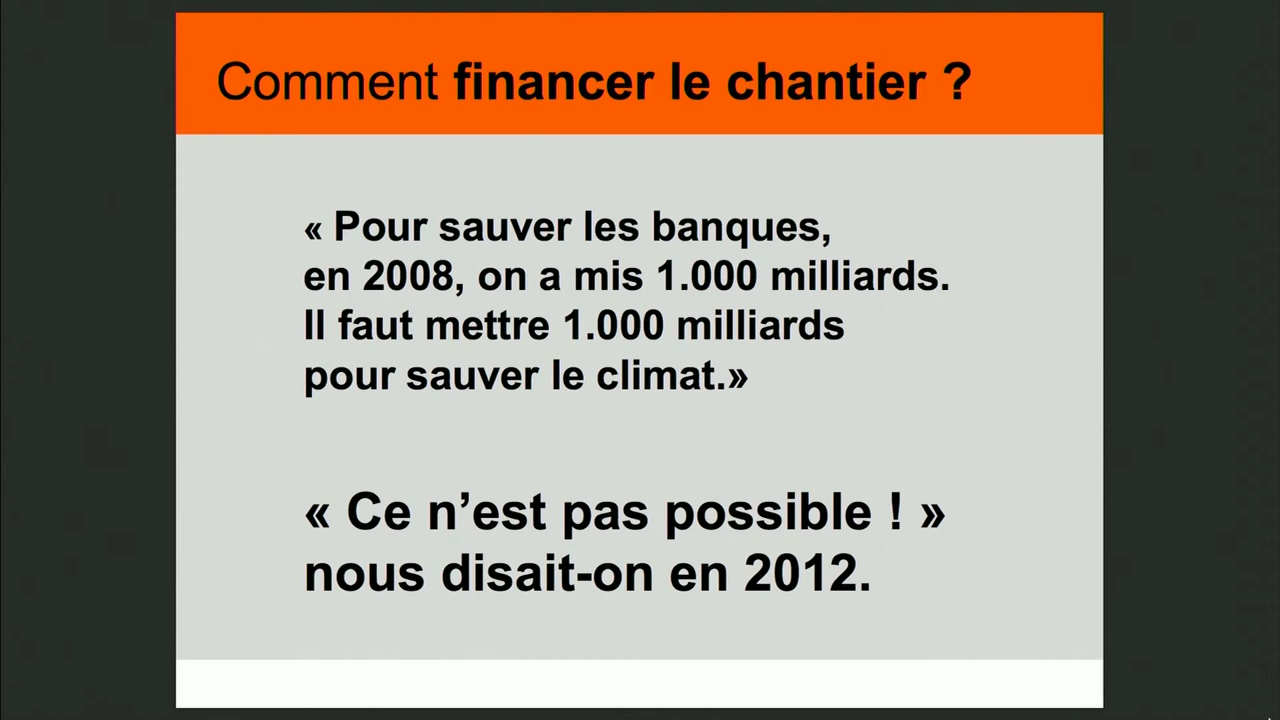 Comment financer le chantier ?
« Pour sauver les banques,
en 2008, on a mis 1.000 milliards.
Il faut mettre 1.000 milliards
pour sauver le climat.»
« Ce n’est pas possible ! »
nous disait-on en 2012.